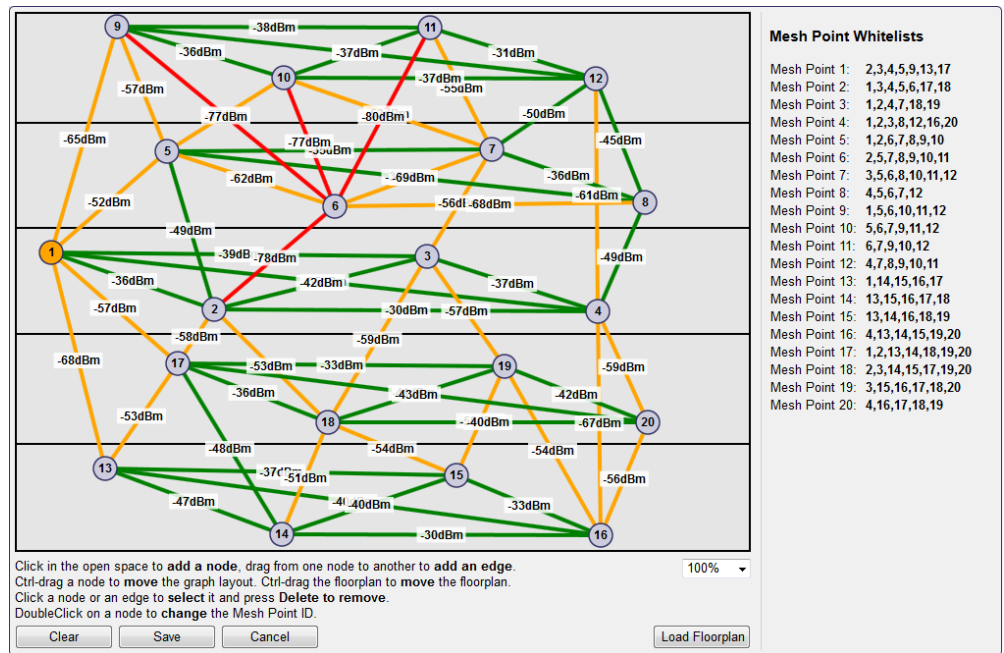 9
-38dBm
11
-36dBm
-37dBm
-31dBm
10
-37dBm
12
-57dBm
-55dBm
-77dBm
-80dBm
-50dBm
-65dBm
-77dBm
-45dBm
5
7
-36dBm
-62dBm
-69dBm
-61dBm
-52dBm
6
-68dBm
8
-49dBm
1
-39dB
-78dBm
3
-49dBm
-36dBm
-42dBm
-37dBm
-57dBm
2
-30dBm
-57dBm
4
-58dBm
-59dBm
17
-53dBm
-33dBm
19
-59dBm
-68dBm
-36dBm
-43dBm
-42dBm
-53dBm
18
-40dBm
-67dBm
20
-48dBm
-54dBm
-54dBm
13
-37dBm
-51dBm
15
-56dBm
-47dBm
-40dBm
-33dBm
14
-30dBm
16
Click in the open space to add a node, drag from one node to another to add an edge.
Ctrl-drag a node to move the graph layout. Ctrl-drag the floorplan to move the floorplan.
Click a node or an edge to select it and press Delete to remove.
DoubleClick on a node to change the Mesh Point ID.
100%
Clear Save Cancel Load Floorplan
Mesh Point Whitelists
Mesh Point 1: 2,3,4,5,9,13,17
Mesh Point 2: 1,3,4,5,6,17,18
Mesh Point 3: 1,2,4,7,18,19
Mesh Point 4: 1,2,3,8,12,16,20
Mesh Point 5: 1,2,6,7,8,9,10
Mesh Point 6: 2,5,7,8,9,10,11
Mesh Point 7: 3,5,6,8,10,11,12
Mesh Point 8: 4,5,6,7,12
Mesh Point 9: 1,5,6,10,11,12
Mesh Point 10: 5,6,7,9,11,12
Mesh Point 11: 6,7,9,10,12
Mesh Point 12: 4,7,8,9,10,11
Mesh Point 13: 1,14,15,16,17
Mesh Point 14: 13,15,16,17,18
Mesh Point 15: 13,14,16,18,19
Mesh Point 16: 4,13,14,15,19,20
Mesh Point 17: 1,2,13,14,18,19,20
Mesh Point 18: 2,3,14,15,17,19,20
Mesh Point 19: 3,15,16,17,18,20
Mesh Point 20: 4,16,17,18,19